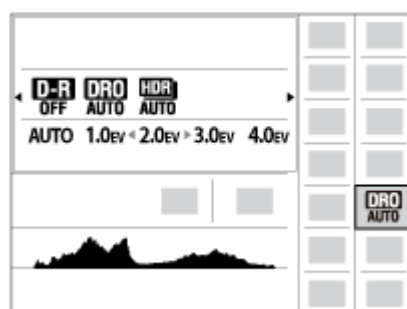 D-R DRO HDR
OFF AUTO AUTO
AUTO 1.0EV 2.0EV 3.0EV 4.0EV
DRO
AUTO